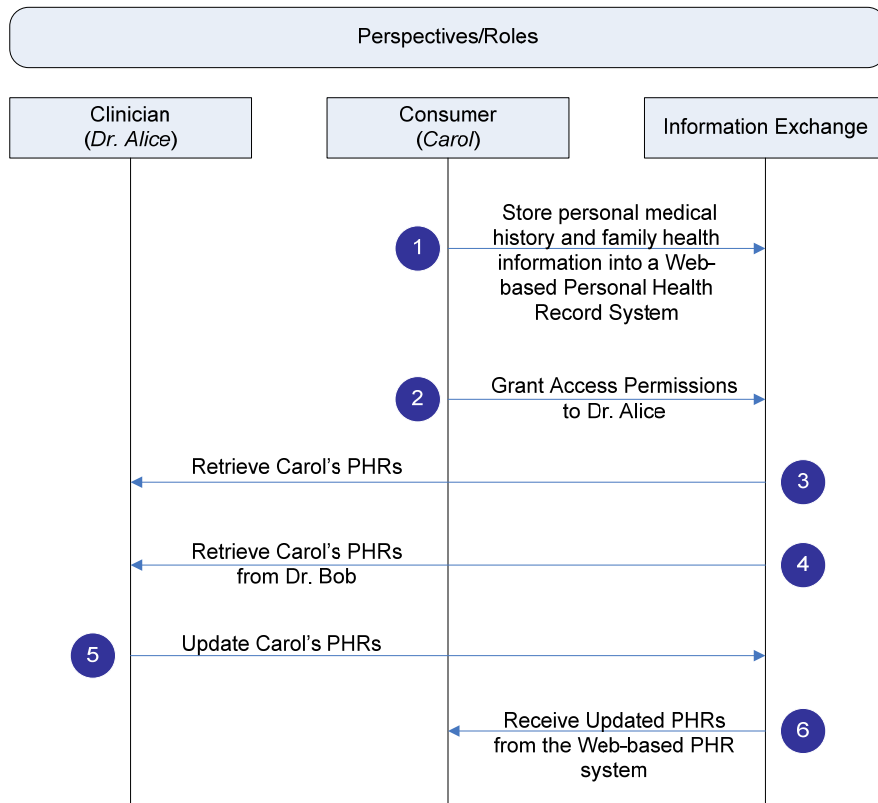 Perspectives/Roles
Clinician
(Dr. Alice)
Consumer
(Carol)
Information Exchange
1
Store personal medical
history and family health
information into a Web-
based Personal Health
Record System
2
Grant Access Permissions
to Dr. Alice
Retrieve Carol's PHRs
3
Retrieve Carol's PHRs
from Dr. Bob
4
5
Update Carol's PHRs
Receive Updated PHRs
from the Web-based PHR
system
6